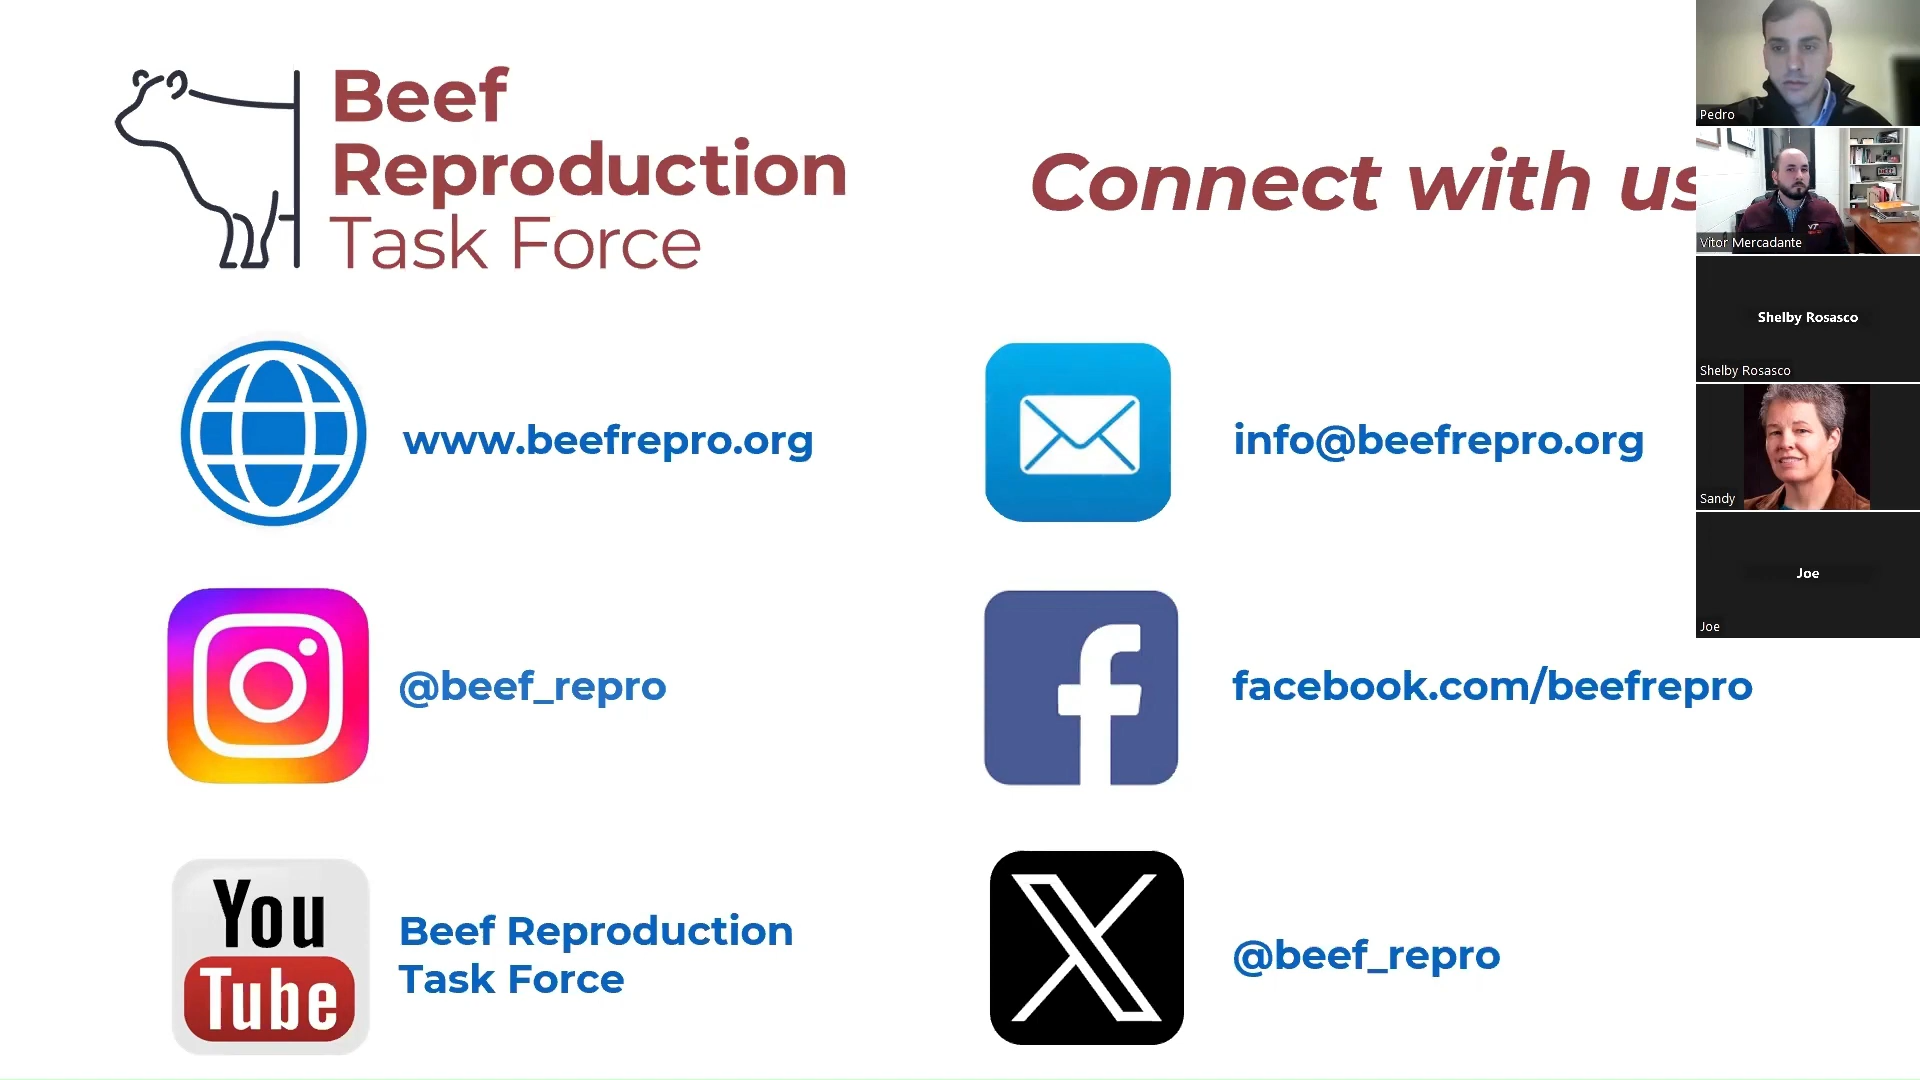 Beef
Reproduction
Task Force
Connect with us
www.beefrepro.org
info@beefrepro.org
@beef_repro
facebook.com/beefrepro
You
Tube
Beef Reproduction
Task Force
@beef_repro
Pedro
VT
Vitor Mercadante
Shelby Rosasco
Shelby Rosasco
Sandy
Joe
Joe